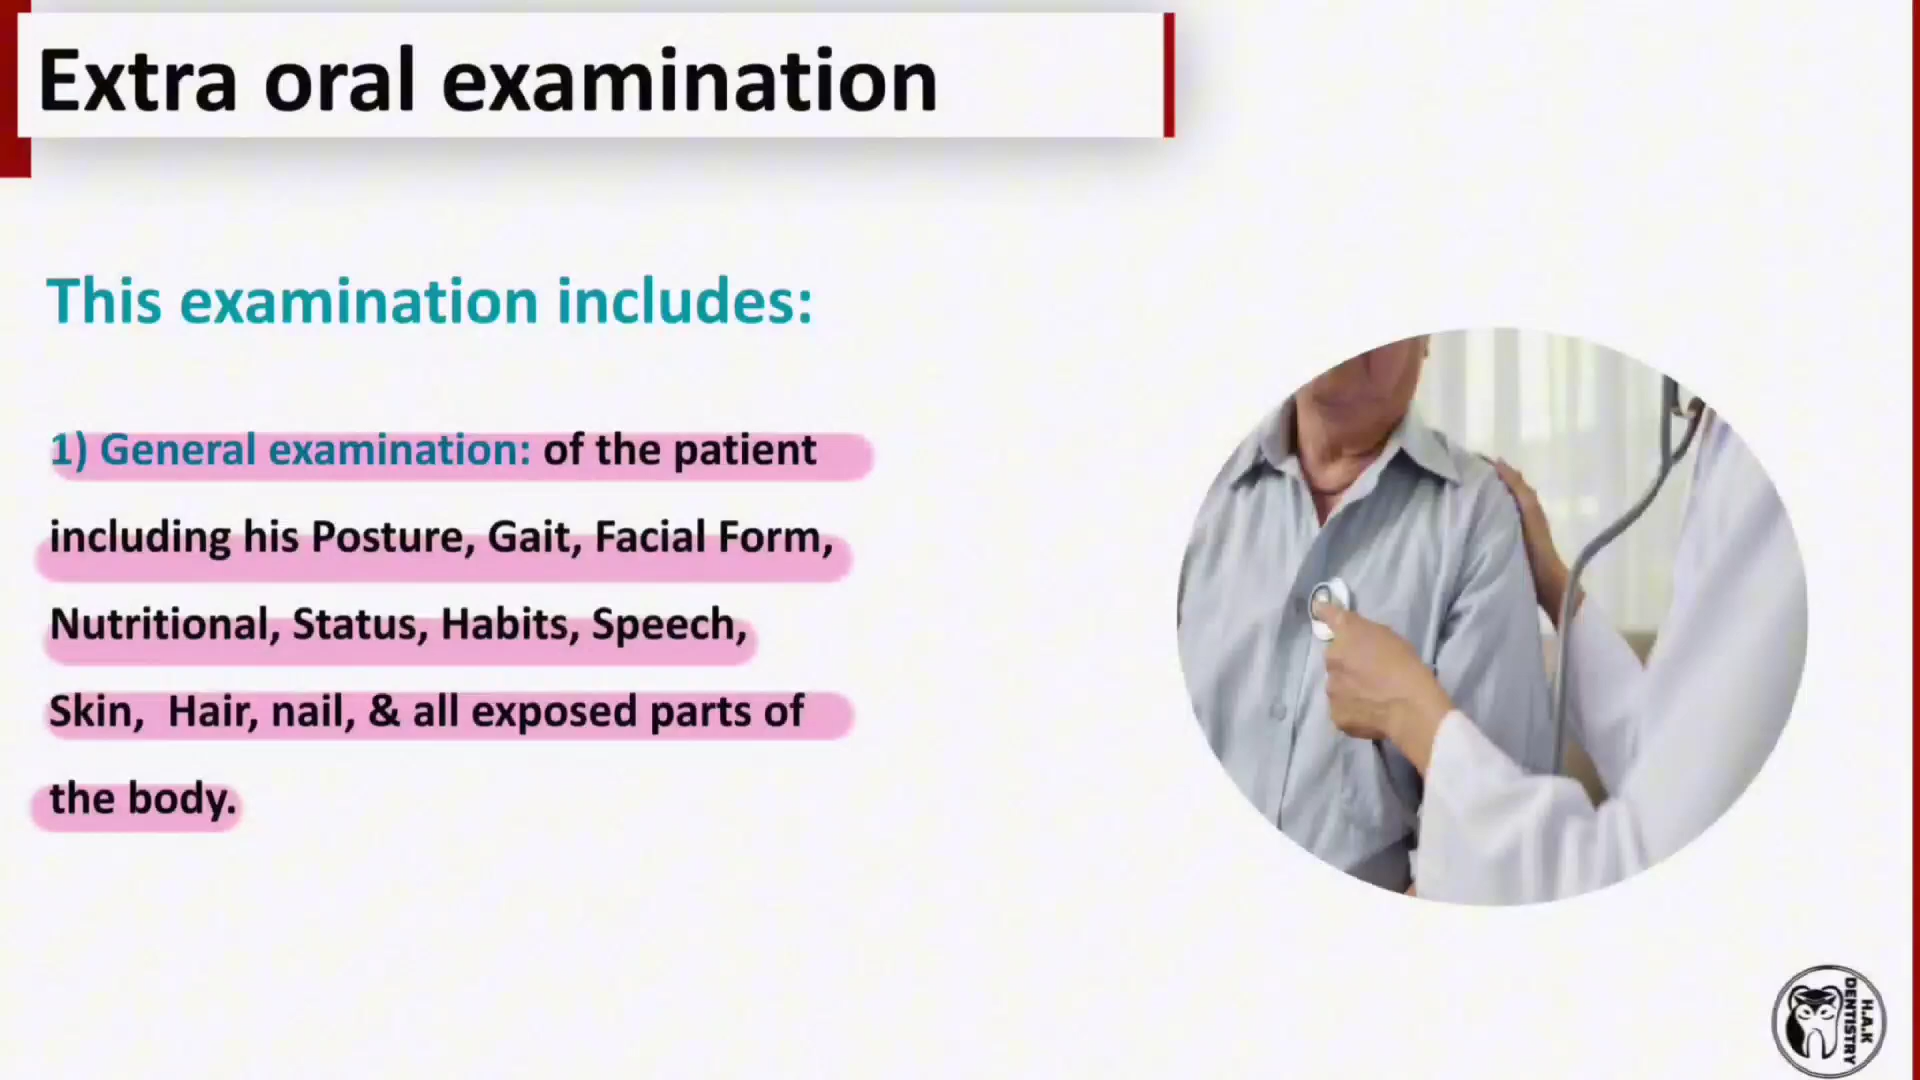 Extra oral examination
This examination includes:
1) General examination: of the patient
including his Posture, Gait, Facial Form,
Nutritional, Status, Habits, Speech,
Skin,  Hair, nail, & all exposed parts of
the body.
H.A.K
DENTISTRY